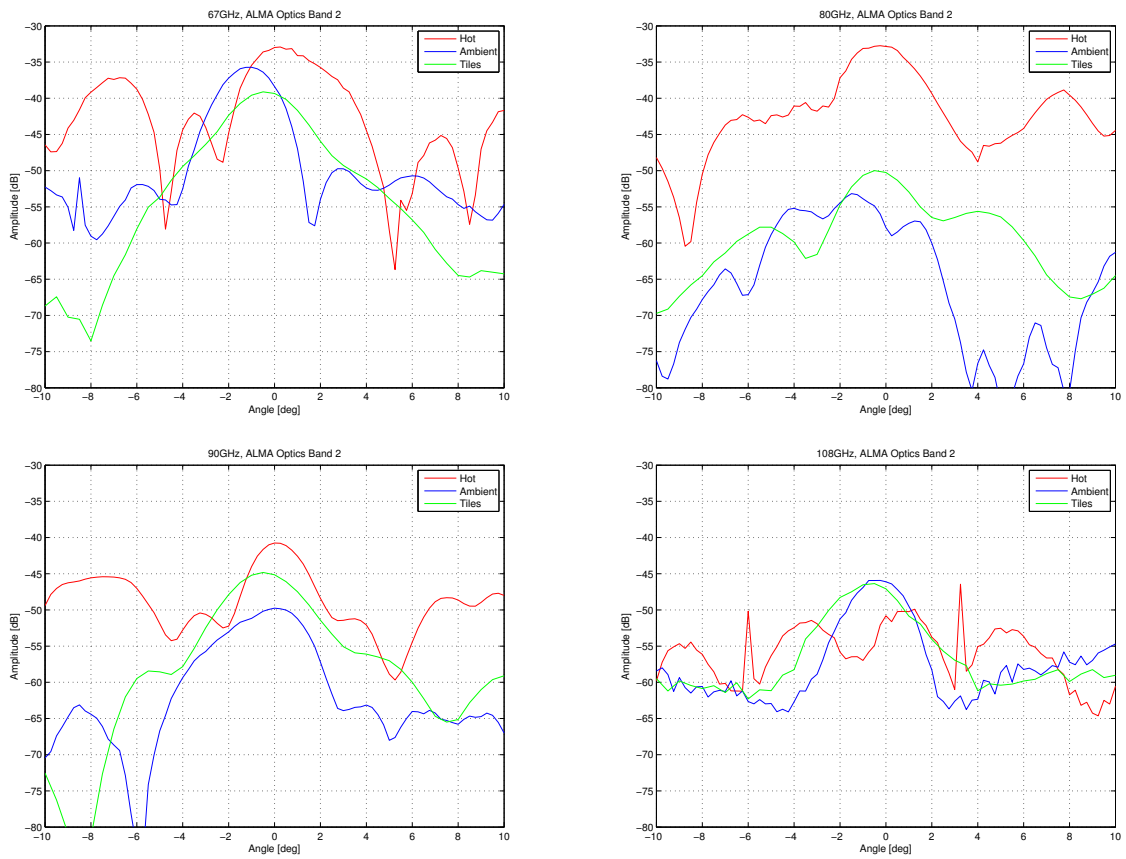 67GHz, ALMA Optics Band 2
−30
−35
−40
−45
−50
−55
−60
−65
−70
−75
−80
Amplitude [dB]
−10 −8 −6 −4 −2 0 2 4 6 8 10
Angle [deg]
Hot
Ambient
Tiles
80GHz, ALMA Optics Band 2
−30
−35
−40
−45
−50
−55
−60
−65
−70
−75
−80
Amplitude [dB]
−10 −8 −6 −4 −2 0 2 4 6 8 10
Angle [deg]
Hot
Ambient
Tiles
90GHz, ALMA Optics Band 2
−30
−35
−40
−45
−50
−55
−60
−65
−70
−75
−80
Amplitude [dB]
−10 −8 −6 −4 −2 0 2 4 6 8 10
Angle [deg]
Hot
Ambient
Tiles
108GHz, ALMA Optics Band 2
−30
−35
−40
−45
−50
−55
−60
−65
−70
−75
−80
Amplitude [dB]
−10 −8 −6 −4 −2 0 2 4 6 8 10
Angle [deg]
Hot
Ambient
Tiles